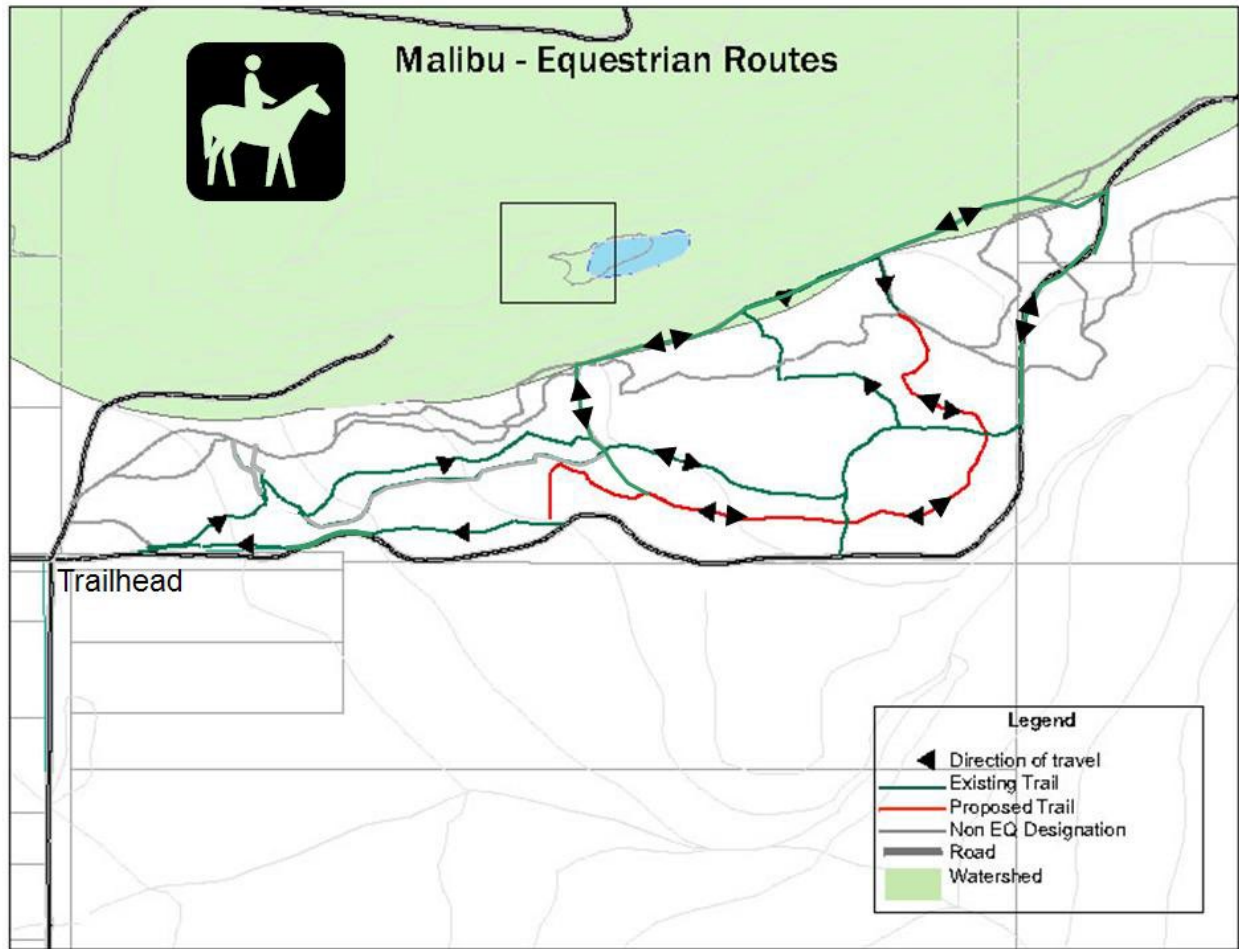 Malibu - Equestrian Routes
Trailhead
Legend
Direction of travel
Existing Trail
Proposed Trail
Non EQ Designation
Road
Watershed